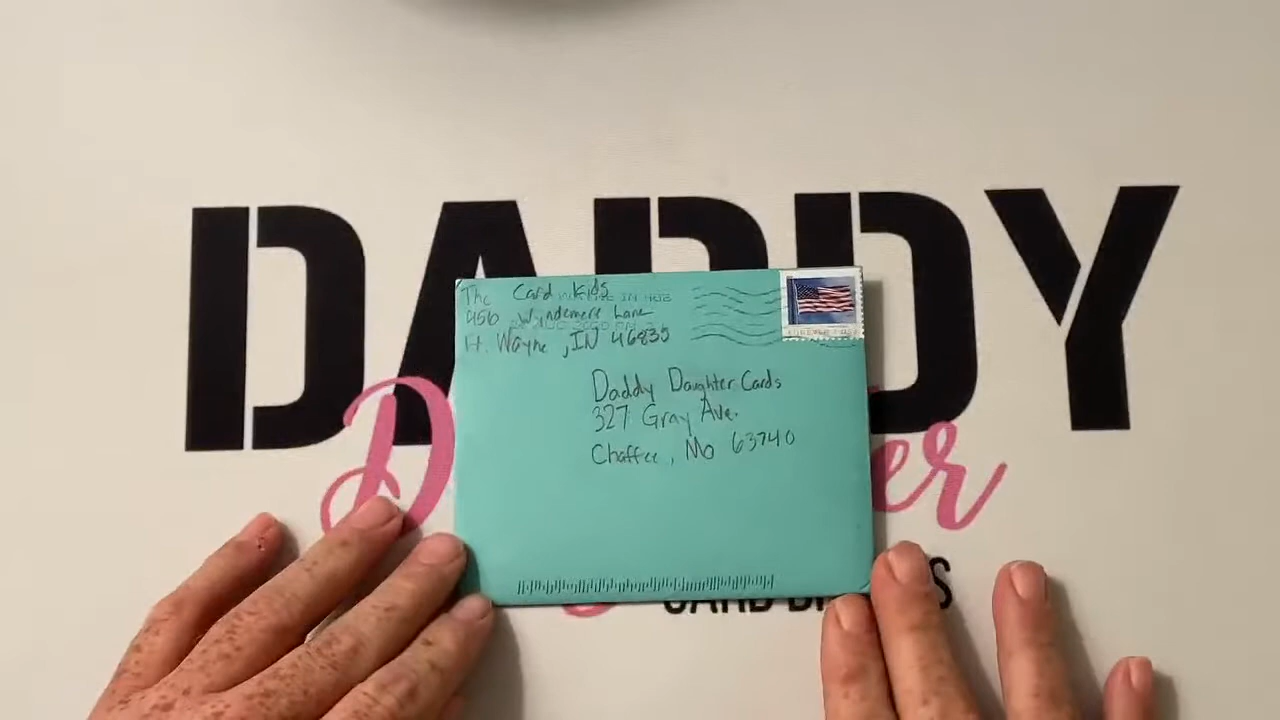 DADDY
The Card Kids
456 Wyndemere Lane
Ft. Wayne, IN 46835
Daddy Daughter Cards
327 Gray Ave.
Chaffee, Mo 63740